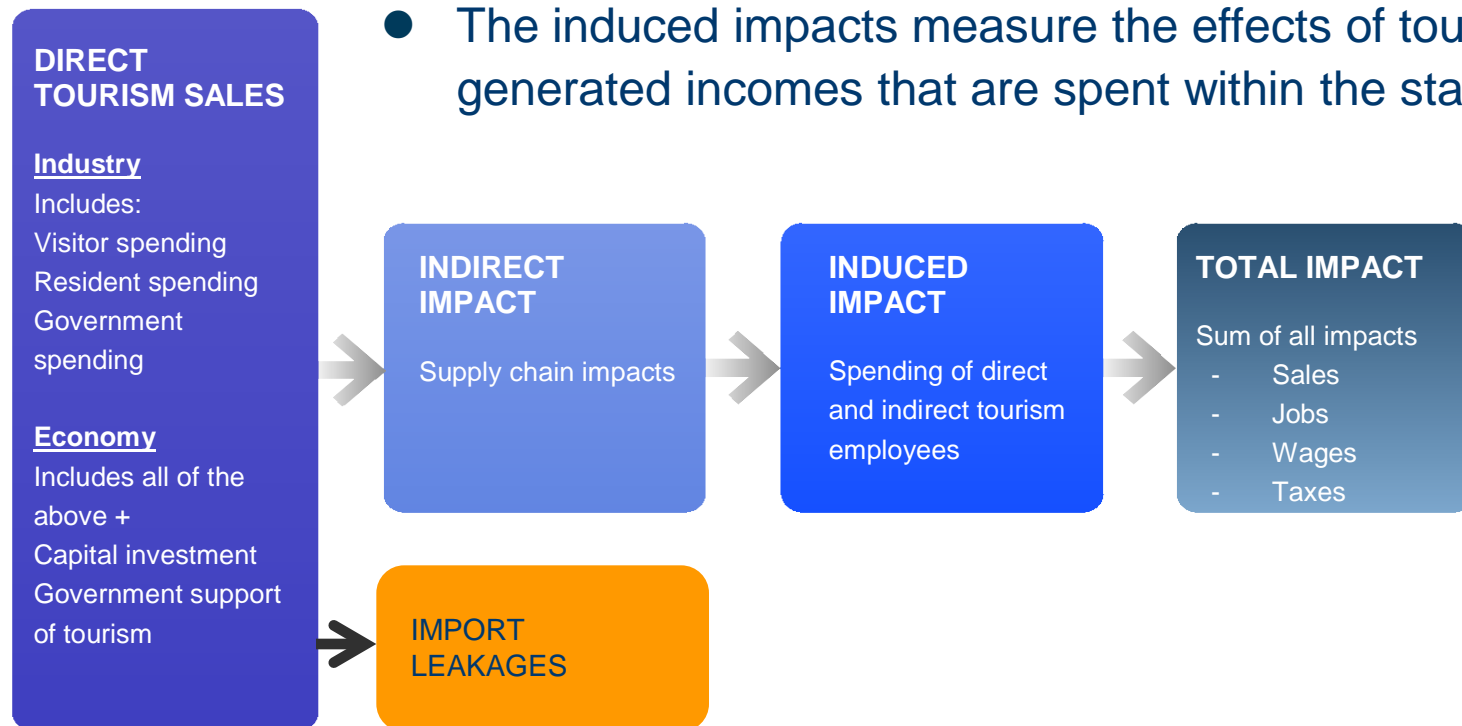 ● The induced impacts measure the effects of tou
generated incomes that are spent within the sta
DIRECT
TOURISM SALES
Industry
Includes:
Visitor spending
Resident spending
Government
spending
Economy
Includes all of the
above +
Capital investment
Government support
of tourism
INDIRECT
IMPACT
Supply chain impacts
INDUCED
IMPACT
Spending of direct
and indirect tourism
employees
TOTAL IMPACT
Sum of all impacts
- Sales
- Jobs
- Wages
- Taxes
IMPORT
LEAKAGES